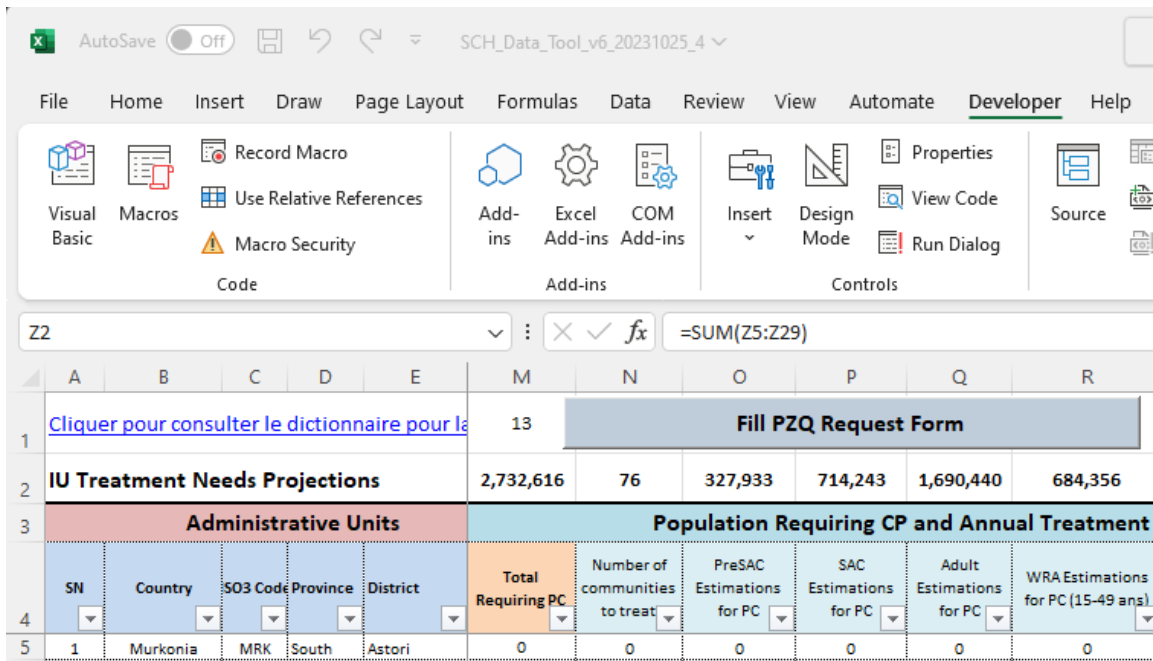 AutoSave Off SCH_Data_Tool_v6_20231025_4
File Home Insert Draw Page Layout Formulas Data Review View Automate Developer Help
Visual Basic
Macros
Record Macro
Use Relative References
Macro Security
Code
Add-ins
Excel Add-ins
COM Add-ins
Add-ins
Insert
Design Mode
Properties
View Code
Run Dialog
Controls
Source
Z2 fx =SUM(Z5:Z29)
A B C D E M N O P Q R
1 Cliquer pour consulter le dictionnaire pour la 13 Fill PZQ Request Form
2 IU Treatment Needs Projections 2,732,616 76 327,933 714,243 1,690,440 684,356
3 Administrative Units Population Requiring CP and Annual Treatment
4 SN Country SO3 Code Province District Total Requiring PC Number of communities to treat PreSAC Estimations for PC SAC Estimations for PC Adult Estimations for PC WRA Estimations for PC (15-49 ans)
5 1 Murkonia MRK South Astori 0 0 0 0 0 0